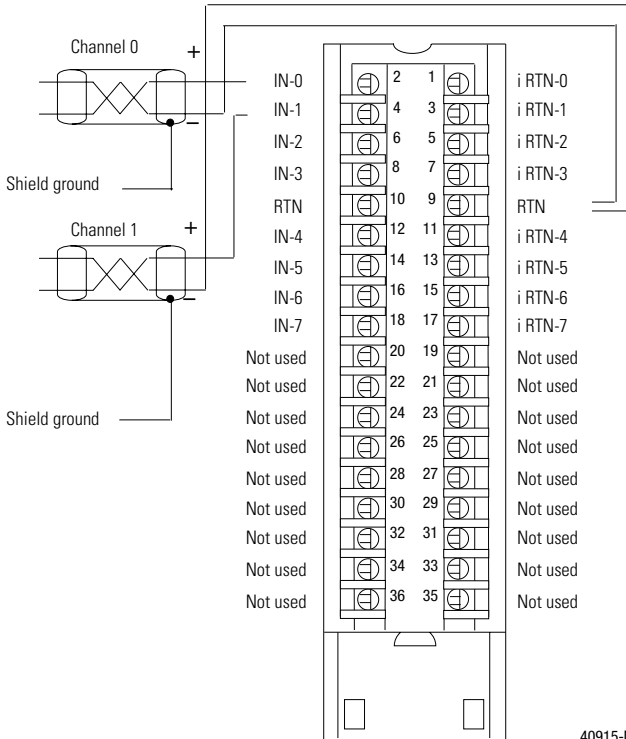 Channel 0
+
IN-0 2 1 i RTN-0
IN-1 4 3 i RTN-1
–
IN-2 6 5 i RTN-2
IN-3 8 7 i RTN-3
Shield ground
RTN 10 9 RTN
Channel 1 +
IN-4 12 11 i RTN-4
IN-5 14 13 i RTN-5
IN-6 16 15 i RTN-6
–
IN-7 18 17 i RTN-7
Not used 20 19 Not used
Not used 22 21 Not used
Shield ground
Not used 24 23 Not used
Not used 26 25 Not used
Not used 28 27 Not used
Not used 30 29 Not used
Not used 32 31 Not used
Not used 34 33 Not used
Not used 36 35 Not used